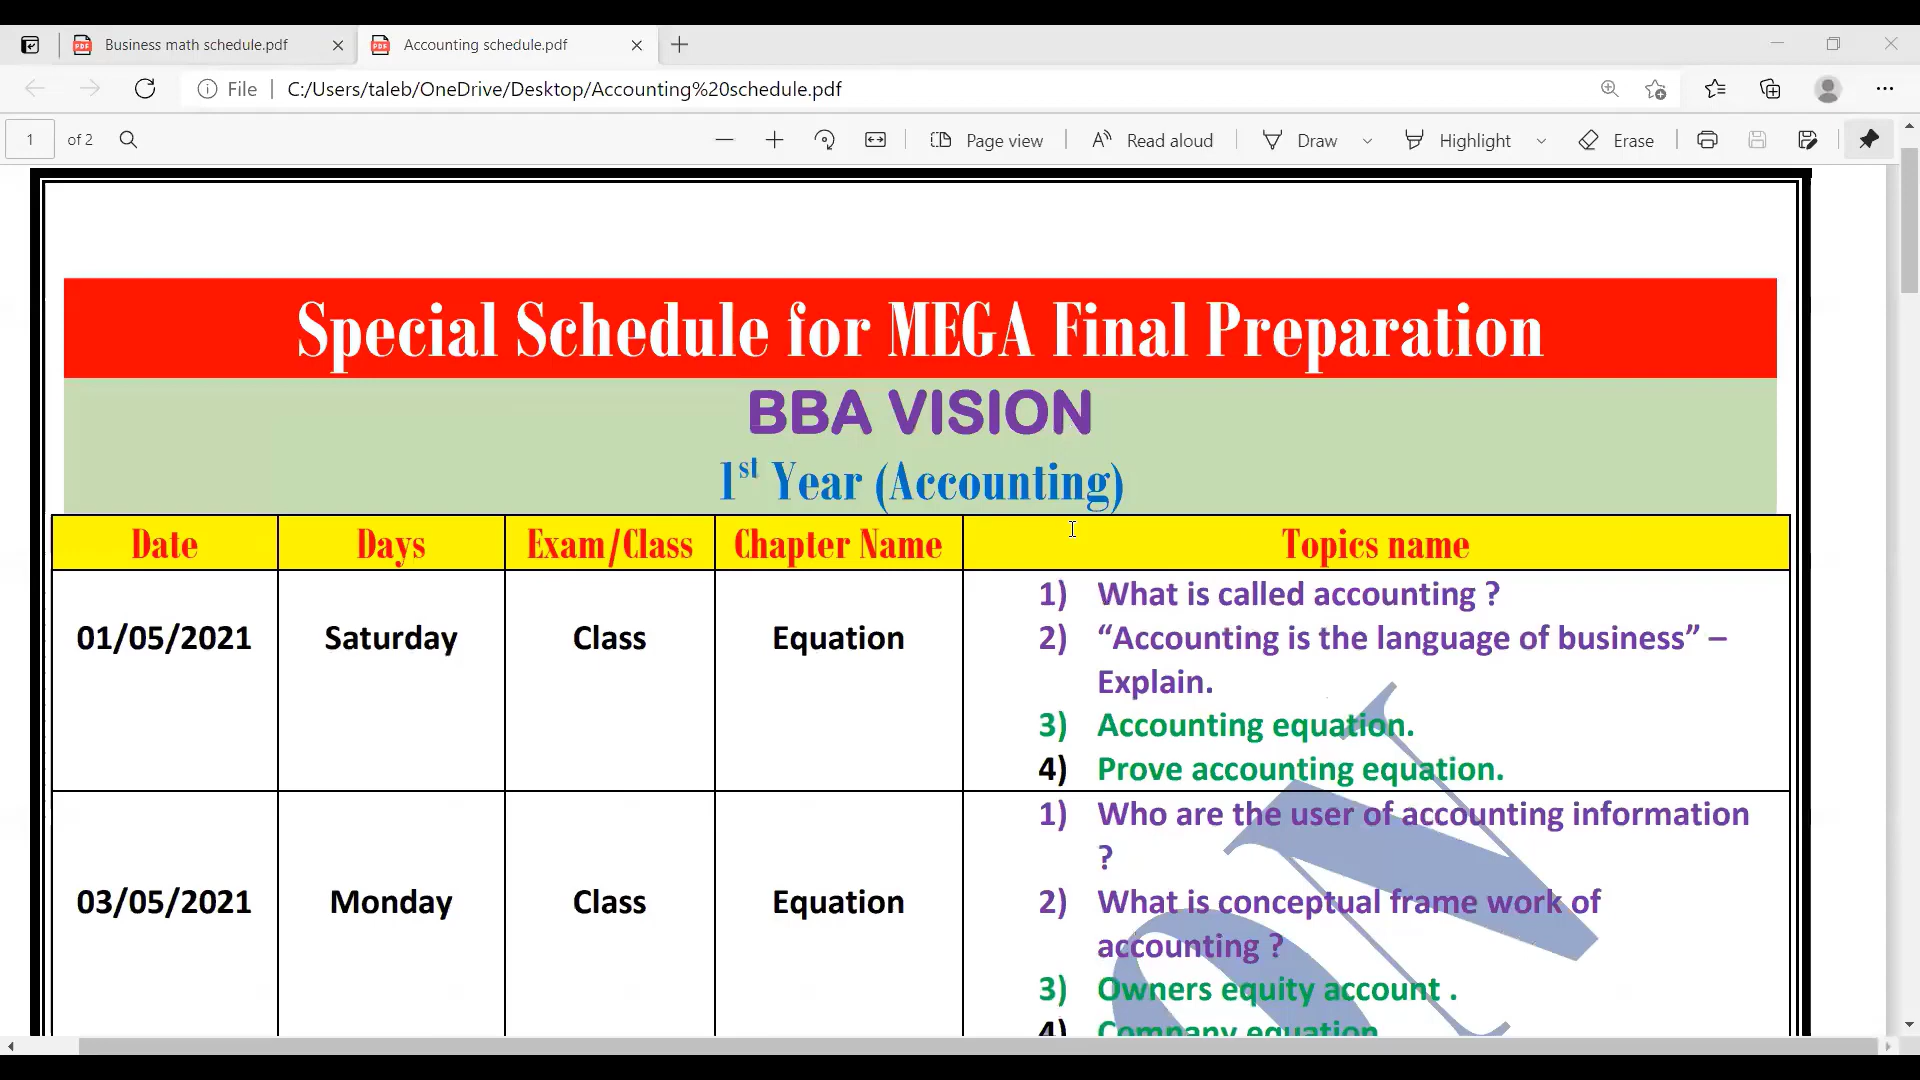 Business math schedule.pdf
Accounting schedule.pdf
File
C:/Users/taleb/OneDrive/Desktop/Accounting%20schedule.pdf
1 of 2
Page view
Read aloud
Draw
Highlight
Erase
Special Schedule for MEGA Final Preparation
BBA VISION
1st Year (Accounting)
Date Days Exam/Class Chapter Name Topics name
01/05/2021 Saturday Class Equation
1) What is called accounting ?
2) “Accounting is the language of business” –
Explain.
3) Accounting equation.
4) Prove accounting equation.
03/05/2021 Monday Class Equation
1) Who are the user of accounting information
?
2) What is conceptual frame work of
accounting ?
3) Owners equity account .
4) Company equation